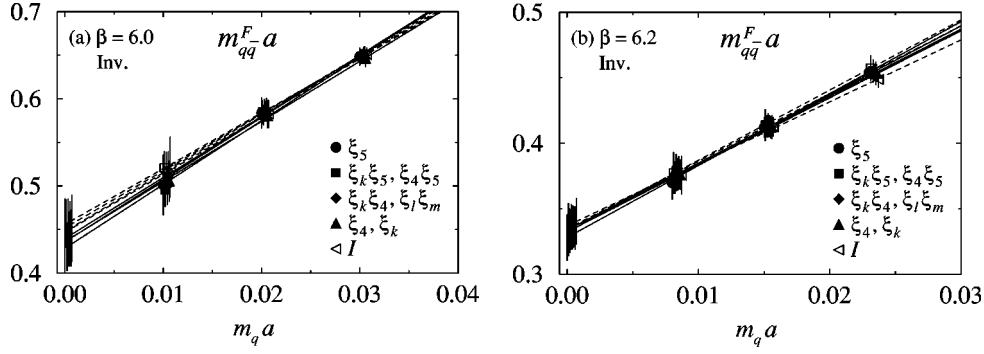 (a) β = 6.0
Inv.
m^F_{qq̄} a
0.7
0.6
0.5
0.4
ξ₅
ξₖξ₅, ξ₄ξ₅
ξₖξ₄, ξₗξₘ
ξ₄, ξₖ
I
0.00 0.01 0.02 0.03 0.04
m_q a
(b) β = 6.2
Inv.
m^F_{qq̄} a
0.5
0.4
0.3
ξ₅
ξₖξ₅, ξ₄ξ₅
ξₖξ₄, ξₗξₘ
ξ₄, ξₖ
I
0.00 0.01 0.02 0.03
m_q a